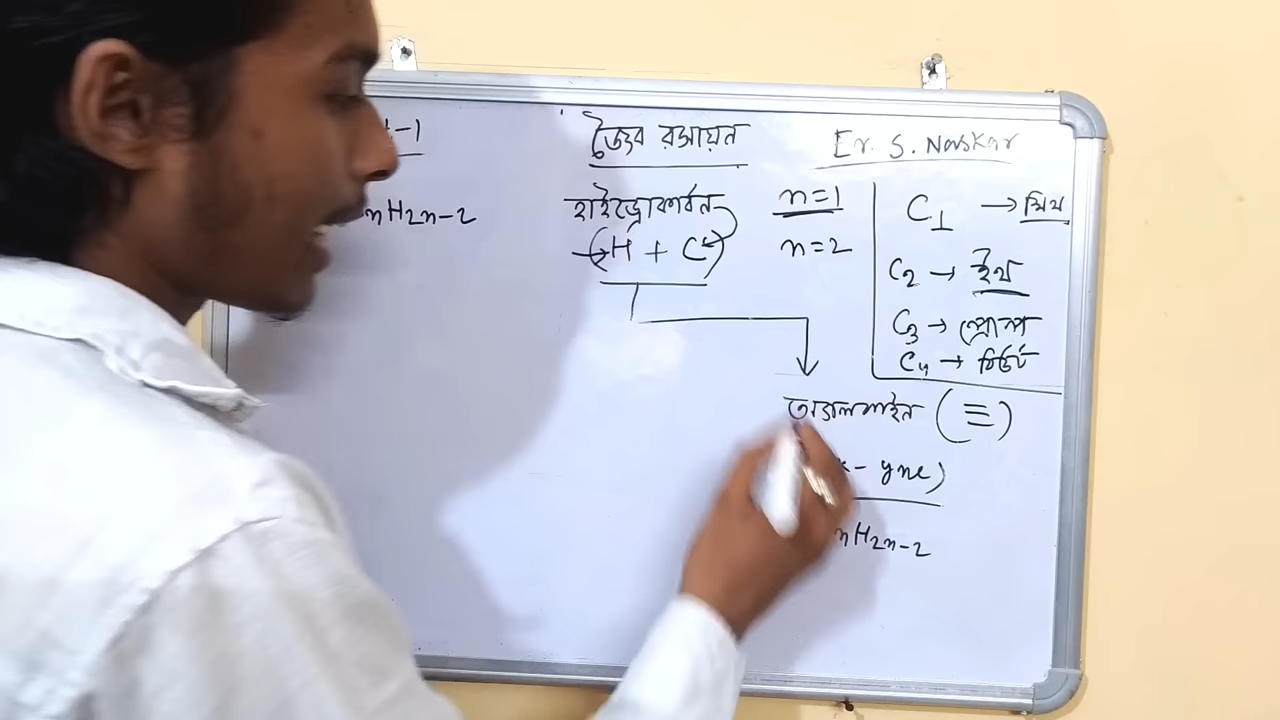 জৈব রসায়ন
Er. S. Naskar
-1
nH2n-2
হাইড্রোকার্বন
(H + C)
n=1
n=2
C1 → মিথ
C2 → ইথ
C3 → প্রোপ
C4 → বিউট
অ্যালকাইন (≡)
- yne)
nH2n-2